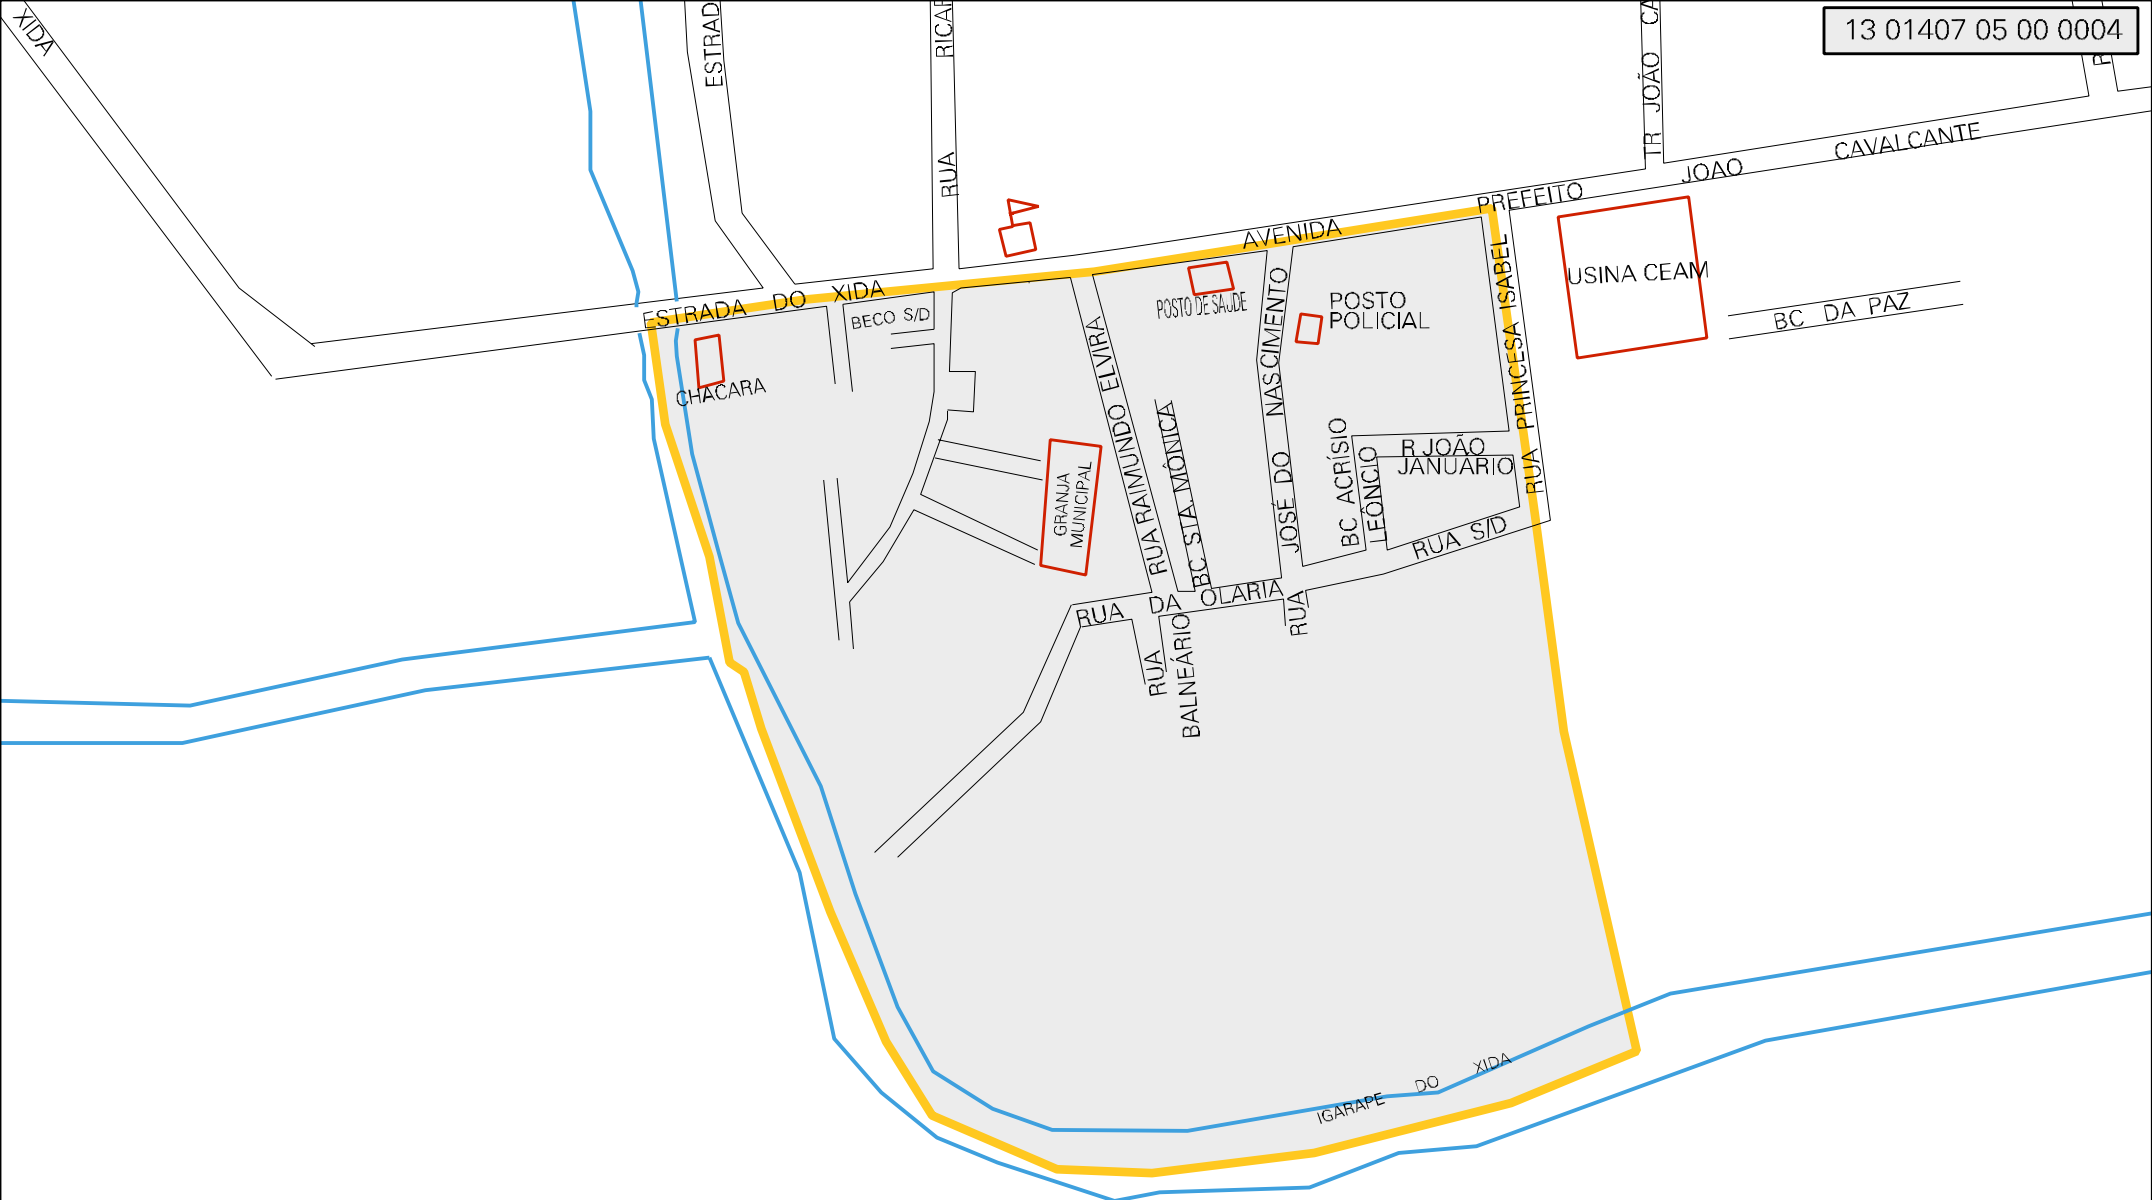 XIDA
ESTRAD
RUA RICAR
TR JOÃO CA
R
13 01407 05 00 0004
AVENIDA PREFEITO JOAO CAVALCANTE
ESTRADA DO XIDA
BECO S/D
CHACARA
POSTO DE SAÚDE
POSTO
POLICIAL
USINA CEAM
BC DA PAZ
RUA PRINCESA ISABEL
RUA RAIMUNDO ELVIRA
BC. STA. MÔNICA
RUA JOSÉ DO NASCIMENTO
BC ACRÍSIO
LEÔNCIO
R JOÃO
JANUÁRIO
RUA S/D
GRANJA
MUNICIPAL
RUA DA OLARIA
RUA
BALNEÁRIO
IGARAPE DO XIDA